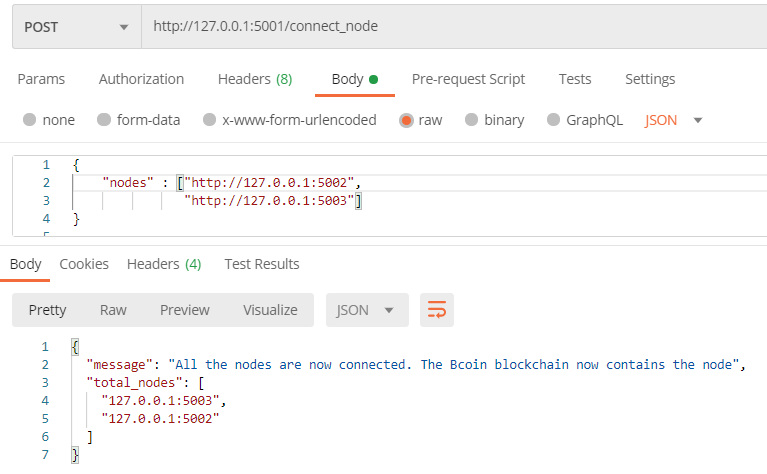 POST http://127.0.0.1:5001/connect_node
Params Authorization Headers (8) Body Pre-request Script Tests Settings
none form-data x-www-form-urlencoded raw binary GraphQL JSON
1 {
2 "nodes" : ["http://127.0.0.1:5002",
3 "http://127.0.0.1:5003"]
4 }
Body Cookies Headers (4) Test Results
Pretty Raw Preview Visualize JSON
1 {
2 "message": "All the nodes are now connected. The Bcoin blockchain now contains the node",
3 "total_nodes": [
4 "127.0.0.1:5003",
5 "127.0.0.1:5002"
6 ]
7 }